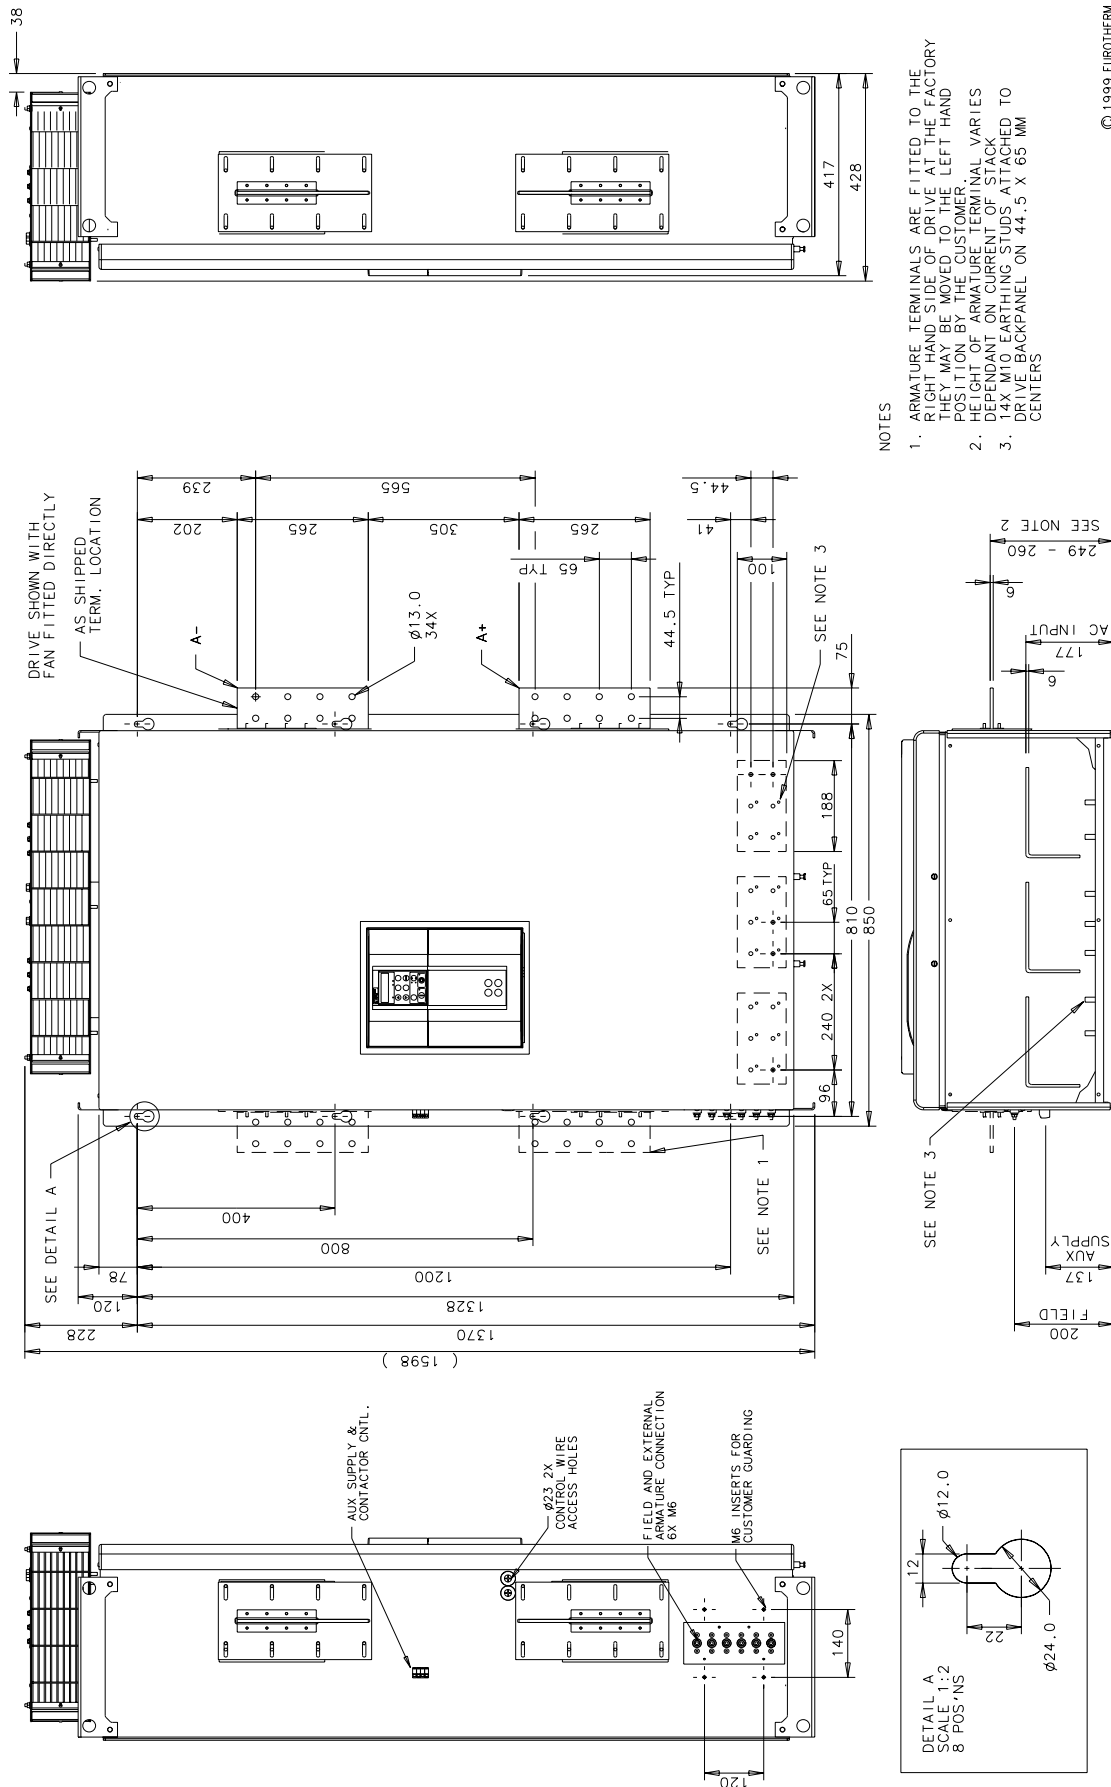 38
417
428
© 1999 EUROTHERM
NOTES
1. ARMATURE TERMINALS ARE FITTED TO THE
RIGHT HAND SIDE OF DRIVE AT THE FACTORY
THEY MAY BE MOVED TO THE LEFT HAND
POSITION BY THE CUSTOMER.
2. HEIGHT OF ARMATURE TERMINAL VARIES
DEPENDANT ON CURRENT OF STACK
3. 14X M10 EARTHING STUDS ATTACHED TO
DRIVE BACKPANEL ON 44.5 X 65 MM
CENTERS
DRIVE SHOWN WITH
FAN FITTED DIRECTLY
AS SHIPPED
TERM. LOCATION
A-
Ø13.0
34X
A+
239
565
202
265
305
265
65 TYP
44.5
41
100
44.5 TYP
75
SEE NOTE 3
188
65TYP
810
850
240 2X
96
SEE DETAIL A
400
800
1200
78
120
1328
228
1370
( 1598 )
SEE NOTE 1
249 - 260
SEE NOTE 2
6
177
AC INPUT
6
SEE NOTE 3
137
AUX
SUPPLY
200
FIELD
AUX SUPPLY &
CONTACTOR CNTL.
Ø23 2X
CONTROL WIRE
ACCESS HOLES
FIELD AND EXTERNAL
ARMATURE CONNECTION
6X M6
M6 INSERTS FOR
CUSTOMER GUARDING
140
120
DETAIL A
SCALE 1:2
8 POS'NS
12
Ø12.0
22
Ø24.0